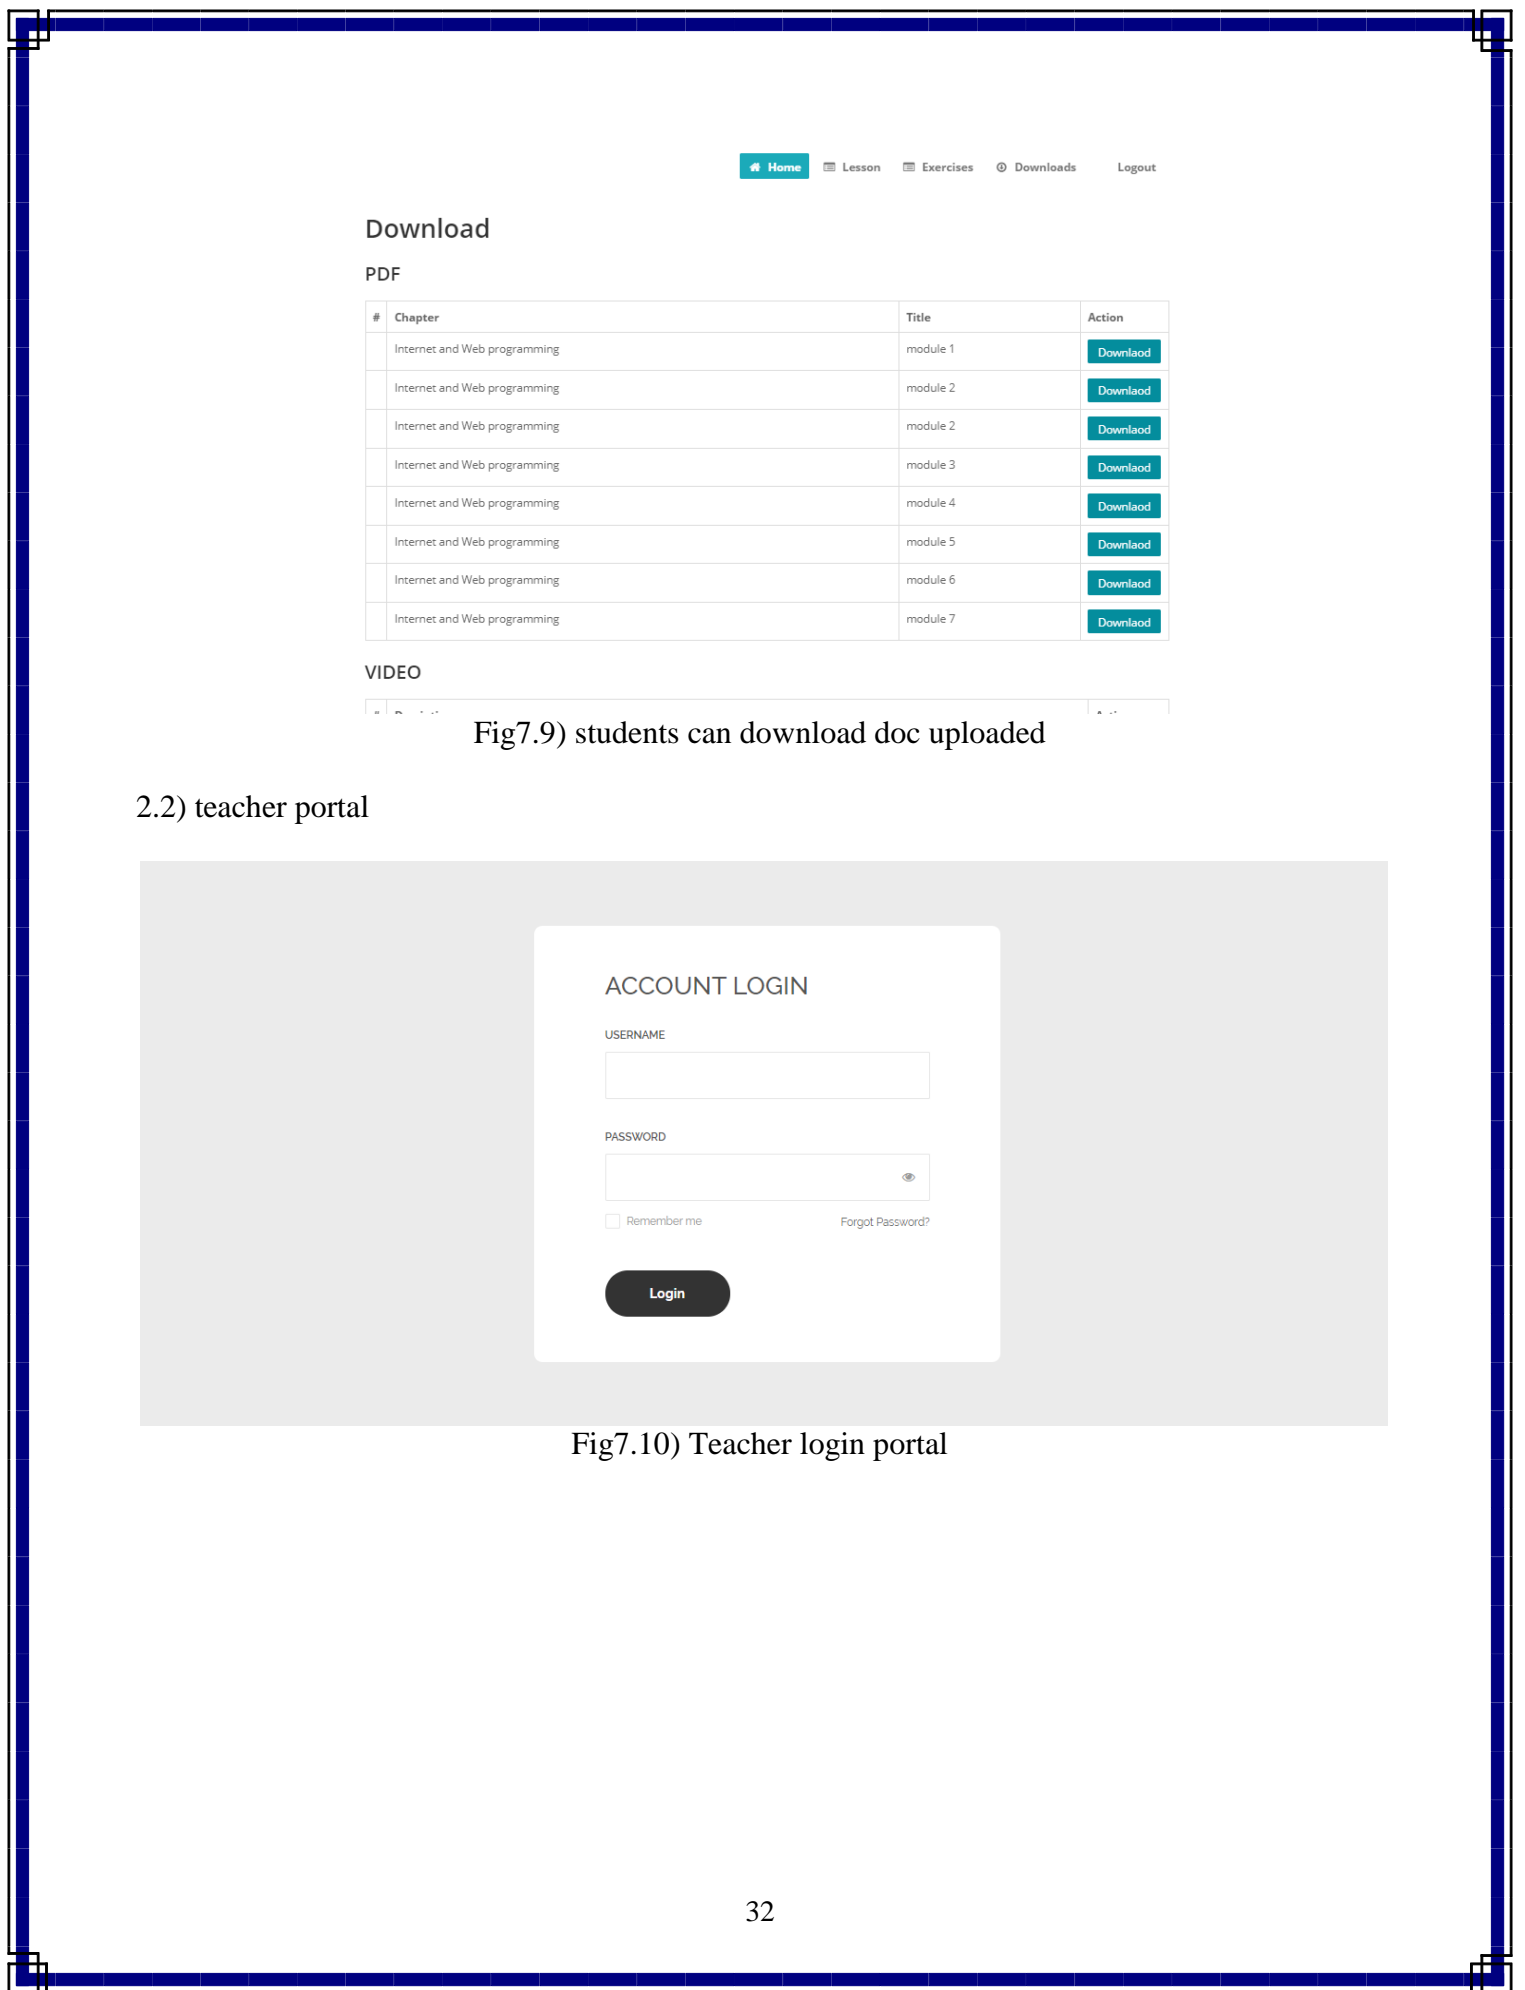 Home Lesson Exercises Downloads Logout
Download
PDF
# Chapter Title Action
Internet and Web programming module 1 Downlaod
Internet and Web programming module 2 Downlaod
Internet and Web programming module 2 Downlaod
Internet and Web programming module 3 Downlaod
Internet and Web programming module 4 Downlaod
Internet and Web programming module 5 Downlaod
Internet and Web programming module 6 Downlaod
Internet and Web programming module 7 Downlaod
VIDEO
Fig7.9) students can download doc uploaded
2.2) teacher portal
ACCOUNT LOGIN
USERNAME
PASSWORD
Remember me Forgot Password?
Login
Fig7.10) Teacher login portal
32